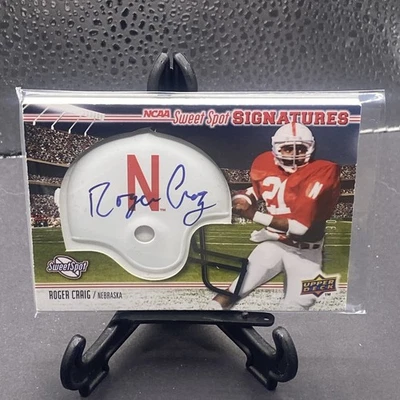 NCAA Sweet Spot SIGNATURES
N
Roger Craig
21
N
SweetSpot
ROGER CRAIG / NEBRASKA
UPPER
DECK